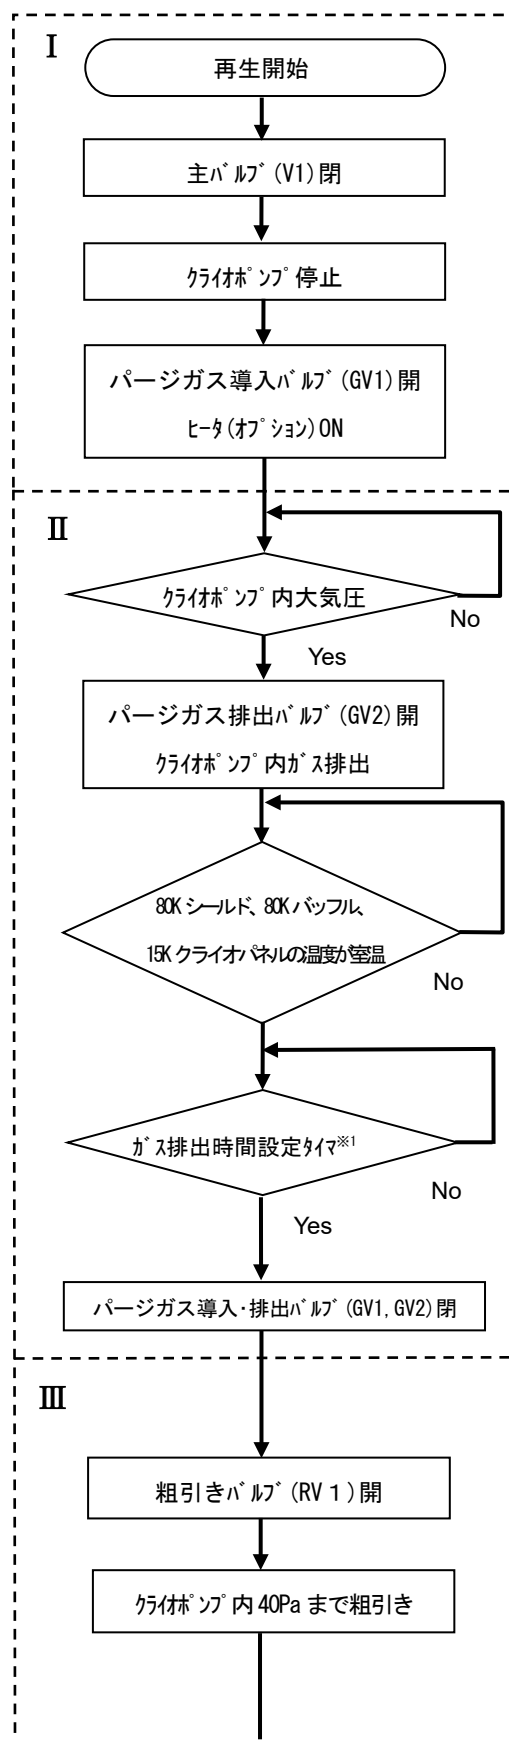 Ⅰ
再生開始
主ﾊﾞﾙﾌﾞ(V1)閉
ｸﾗｲｵﾎﾟﾝﾌﾟ停止
パージガス導入ﾊﾞﾙﾌﾞ(GV1)開
ﾋｰﾀ(ｵﾌﾟｼｮﾝ)ON
Ⅱ
ｸﾗｲｵﾎﾟﾝﾌﾟ内大気圧
No
Yes
パージガス排出ﾊﾞﾙﾌﾞ(GV2)開
ｸﾗｲｵﾎﾟﾝﾌﾟ内ｶﾞｽ排出
80Kシールド、80Kバッフル、
15Kクライオパネルの温度が室温
No
ｶﾞｽ排出時間設定ﾀｲﾏ※1
No
Yes
パージガス導入・排出ﾊﾞﾙﾌﾞ(GV1,GV2)閉
Ⅲ
粗引きﾊﾞﾙﾌﾞ(RV１)開
ｸﾗｲｵﾎﾟﾝﾌﾟ内40Paまで粗引き